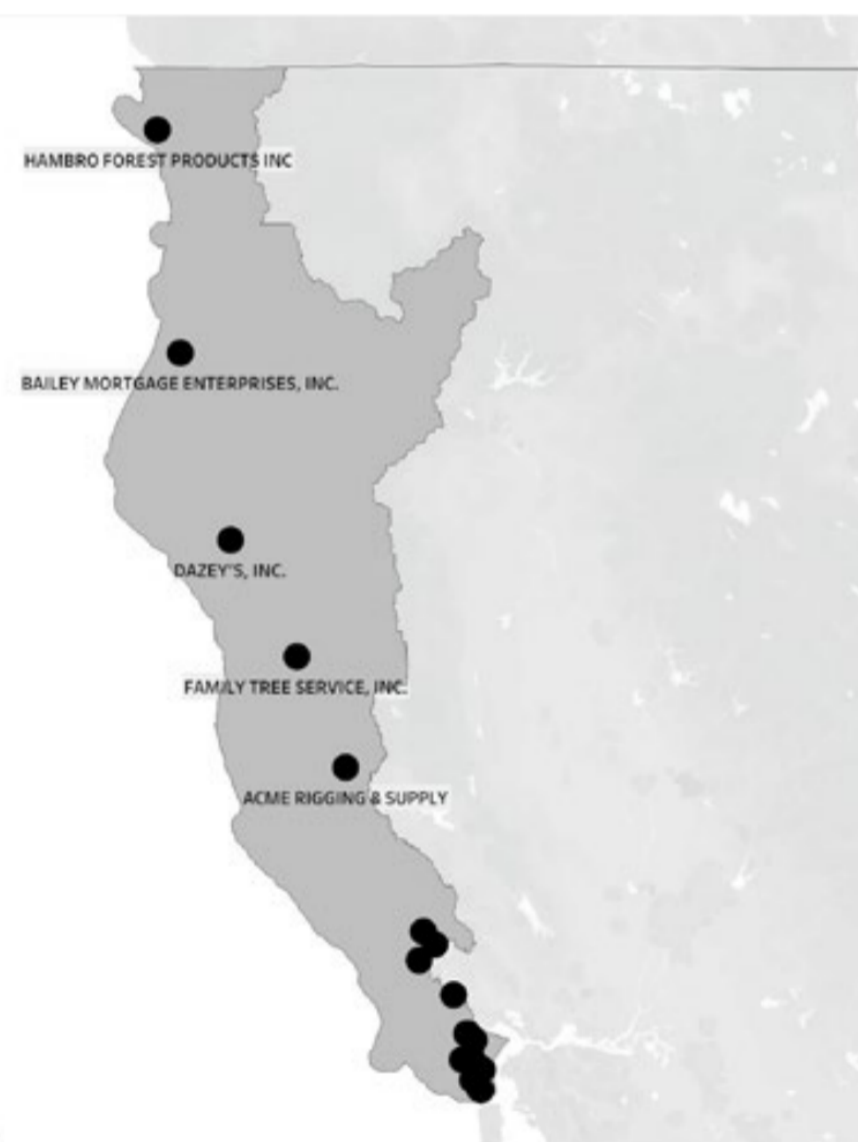 HAMBRO FOREST PRODUCTS INC
BAILEY MORTGAGE ENTERPRISES, INC.
DAZEY'S, INC.
FAMILY TREE SERVICE, INC.
ACME RIGGING & SUPPLY